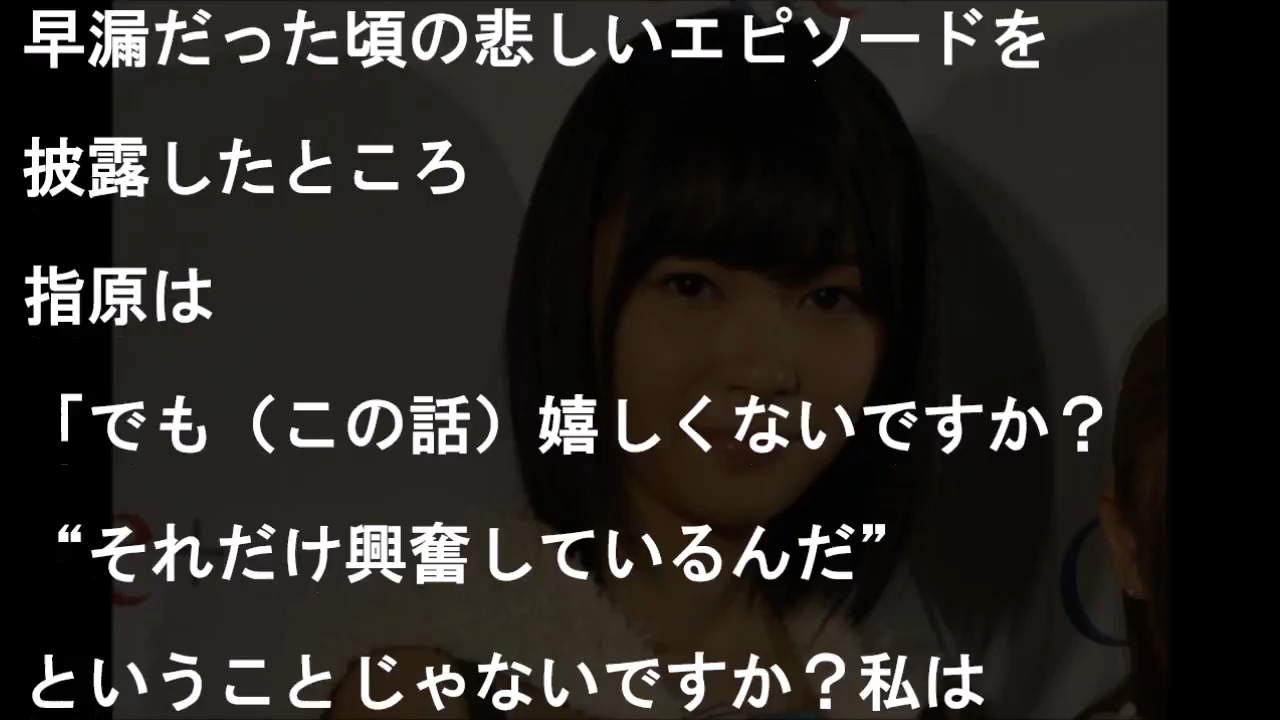 早漏だった頃の悲しいエピソードを
披露したところ
指原は
「でも（この話）嬉しくないですか？
“それだけ興奮しているんだ”
ということじゃないですか？私は